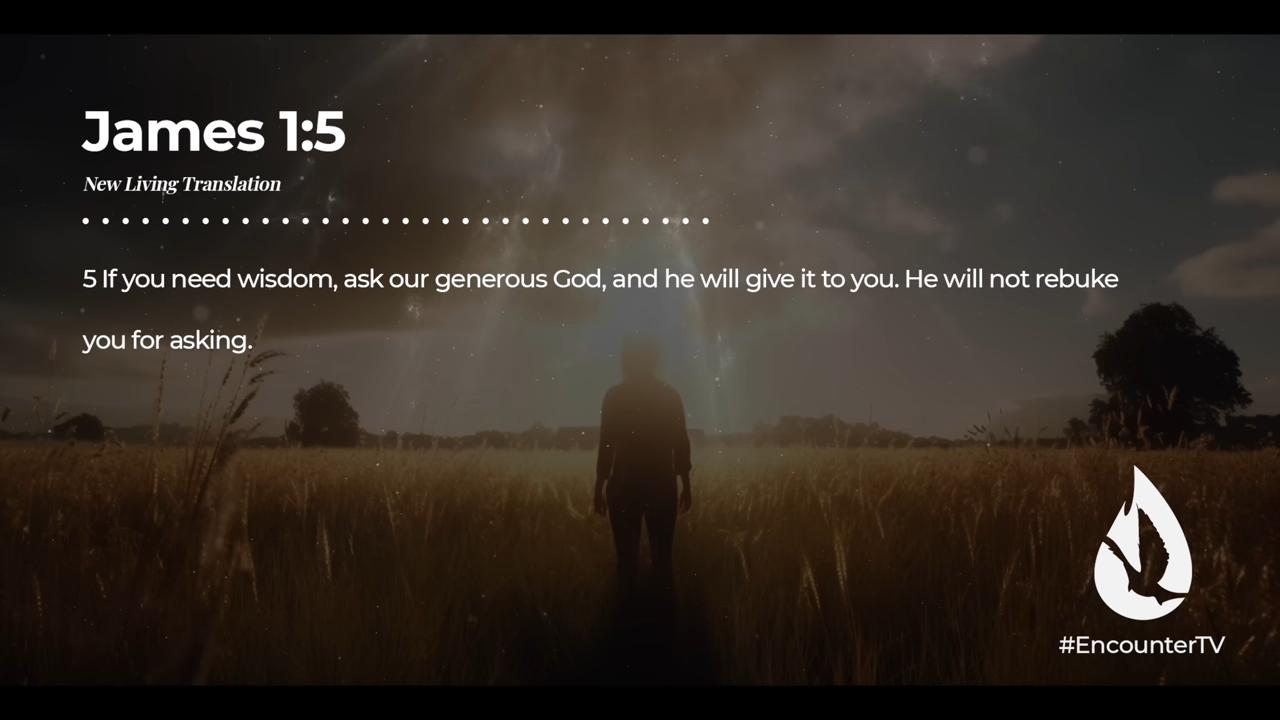 James 1:5
New Living Translation
5 If you need wisdom, ask our generous God, and he will give it to you. He will not rebuke
you for asking.
#EncounterTV